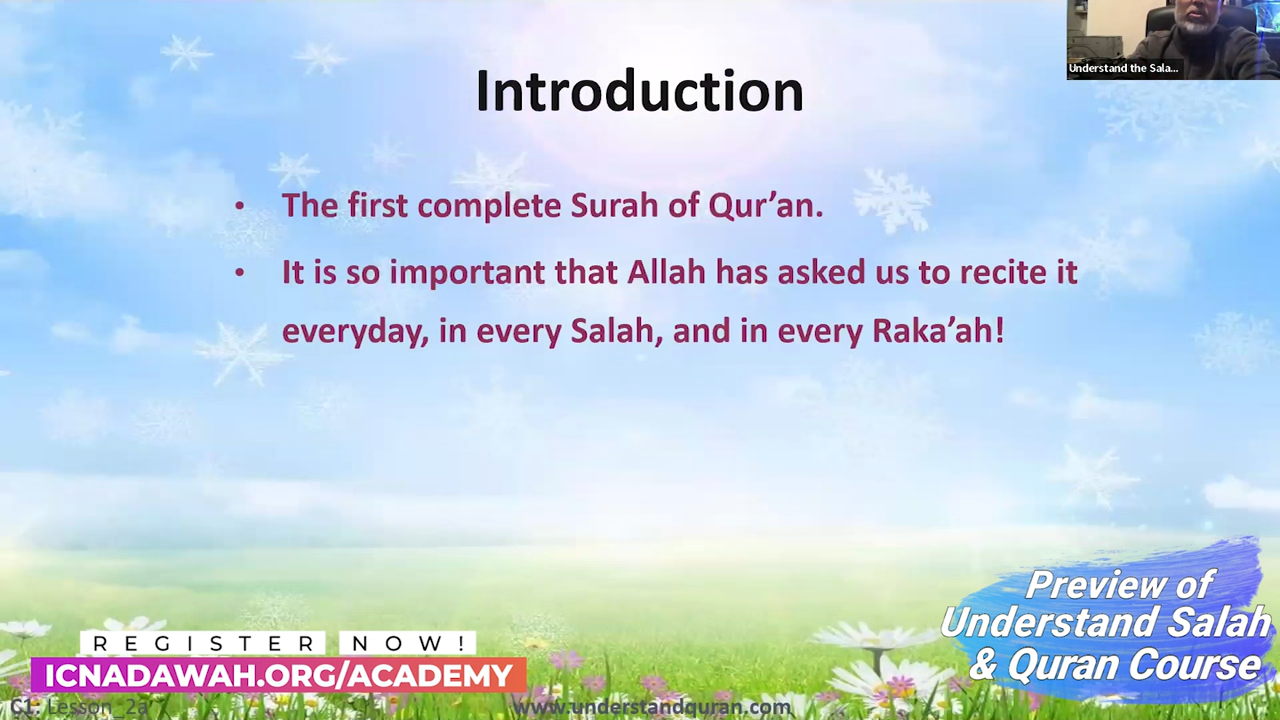 Understand the Sala...
Introduction
• The first complete Surah of Qur’an.
• It is so important that Allah has asked us to recite it
everyday, in every Salah, and in every Raka’ah!
Preview of
Understand Salah
& Quran Course
REGISTER NOW!
ICNADAWAH.ORG/ACADEMY
C1: Lesson_2a
www.understandquran.com